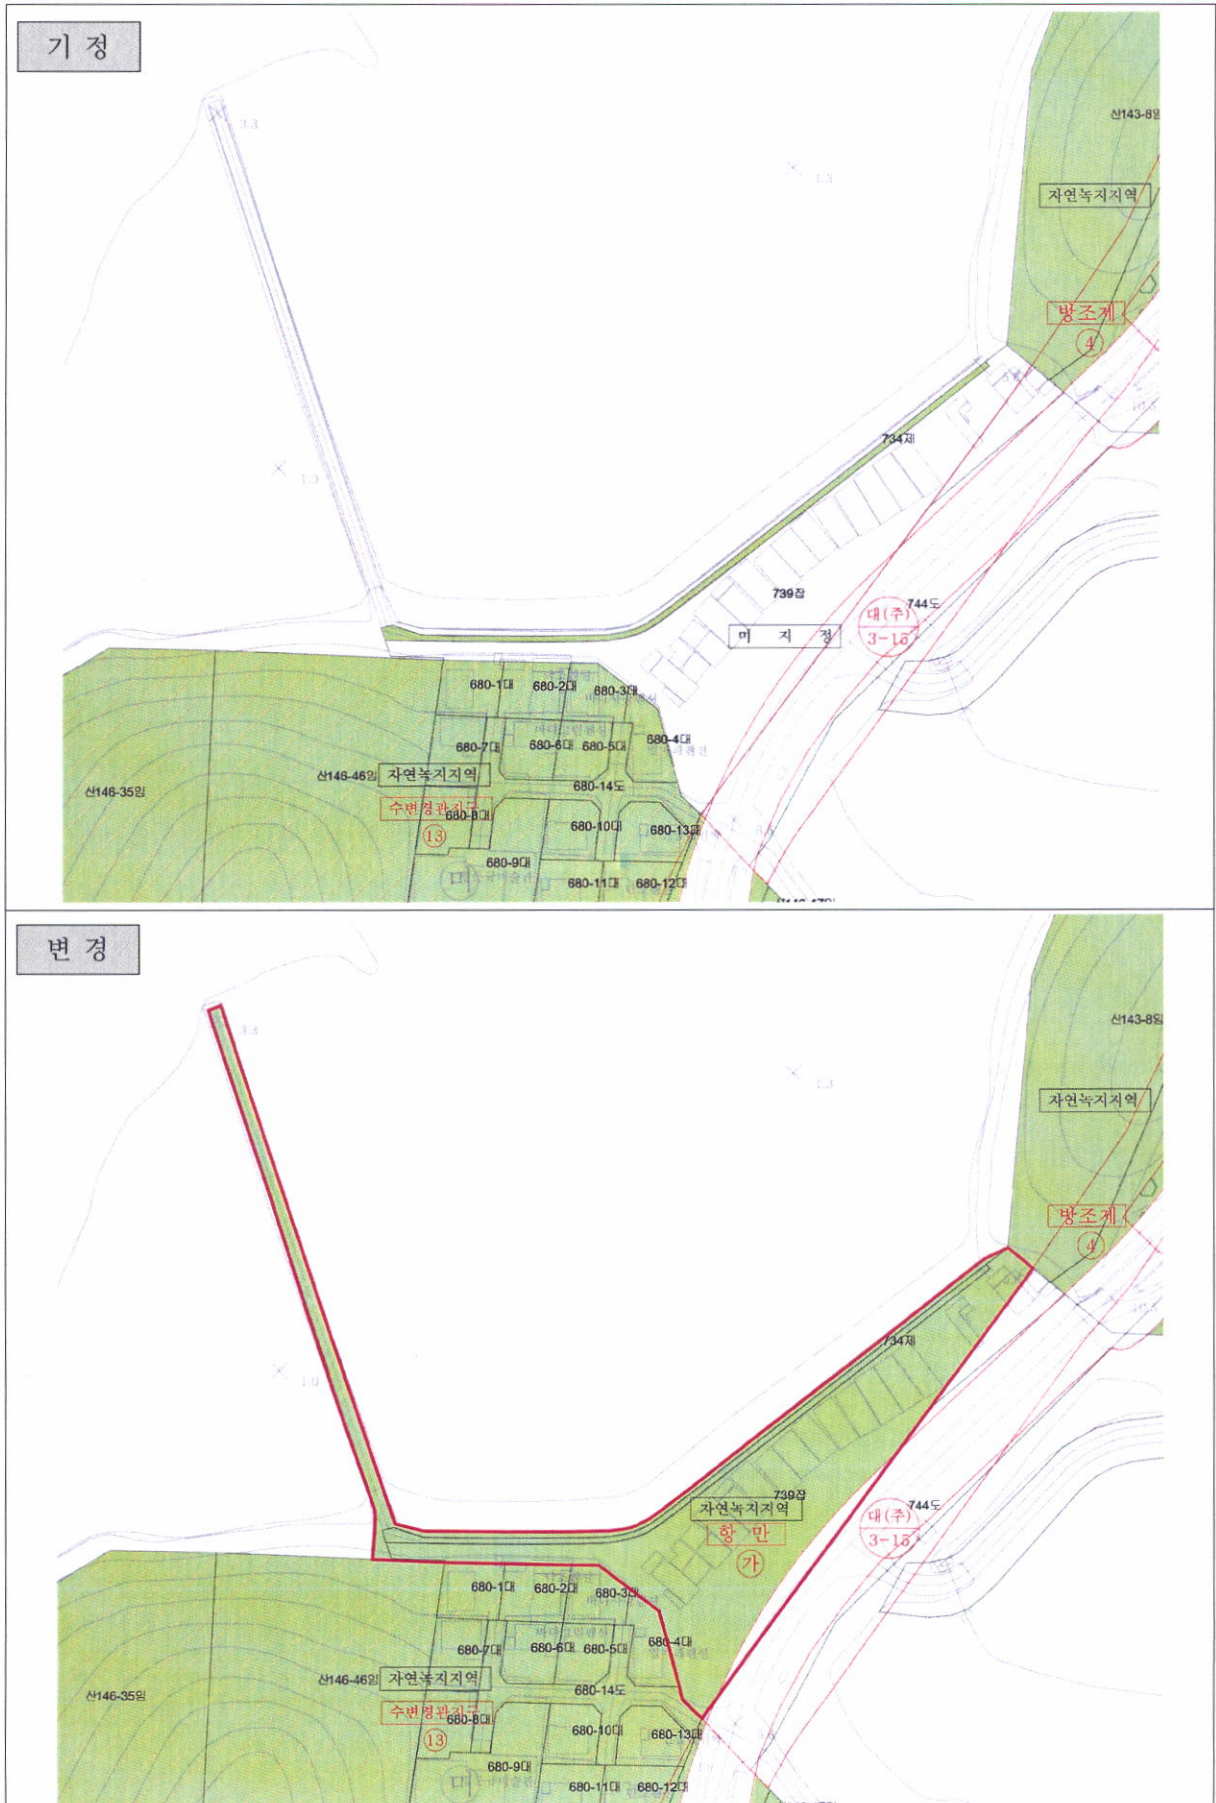 기 정
3.3
1.3
산143-8임
자연녹지지역
방조제
4
734제
1.0
739잡
미 지 정
대(주)
3-15
744도
680-1대
680-2대
680-3대
680-7대
680-6대
680-5대
680-4대
산146-46임
자연녹지지역
680-14도
산146-35임
수변경관지구
680-8대
13
680-10대
680-13대
680-9대
680-11대
680-12대
변 경
3.3
1.3
산143-8임
자연녹지지역
방조제
4
734제
1.0
739잡
자연녹지지역
항 만
가
대(주)
3-15
744도
680-1대
680-2대
680-3대
680-7대
680-6대
680-5대
680-4대
산146-46임
자연녹지지역
680-14도
산146-35임
수변경관지구
680-8대
13
680-10대
680-13대
680-9대
680-11대
680-12대